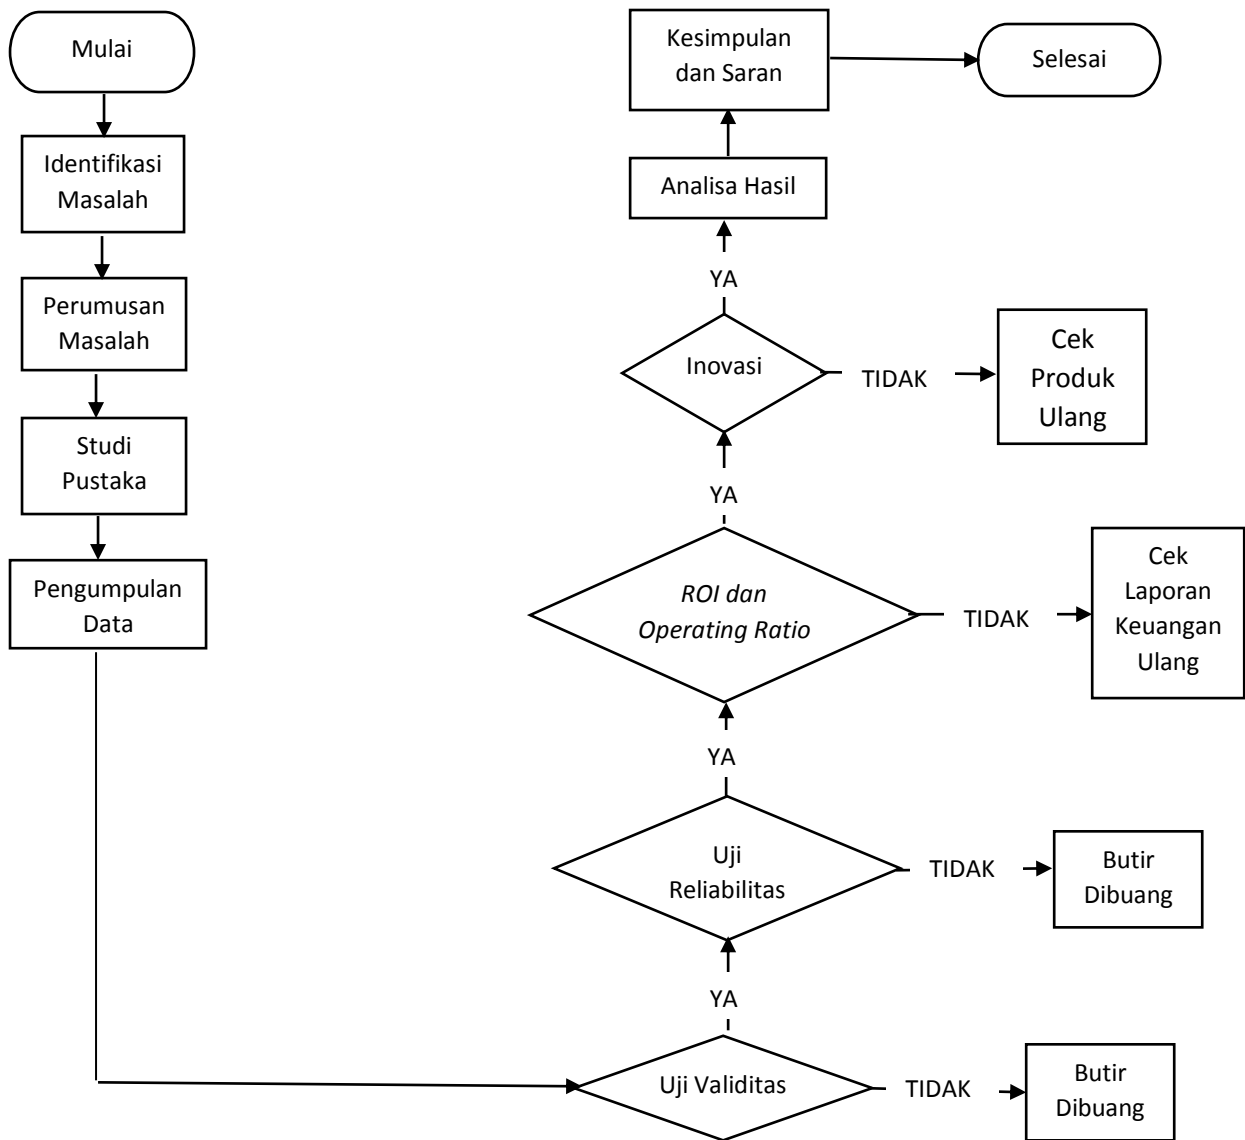 Mulai
Identifikasi
Masalah
Perumusan
Masalah
Studi
Pustaka
Pengumpulan
Data
Kesimpulan
dan Saran
Selesai
Analisa Hasil
YA
Inovasi
TIDAK
Cek
Produk
Ulang
YA
ROI dan
Operating Ratio
TIDAK
Cek
Laporan
Keuangan
Ulang
YA
Uji
Reliabilitas
TIDAK
Butir
Dibuang
YA
Uji Validitas
TIDAK
Butir
Dibuang